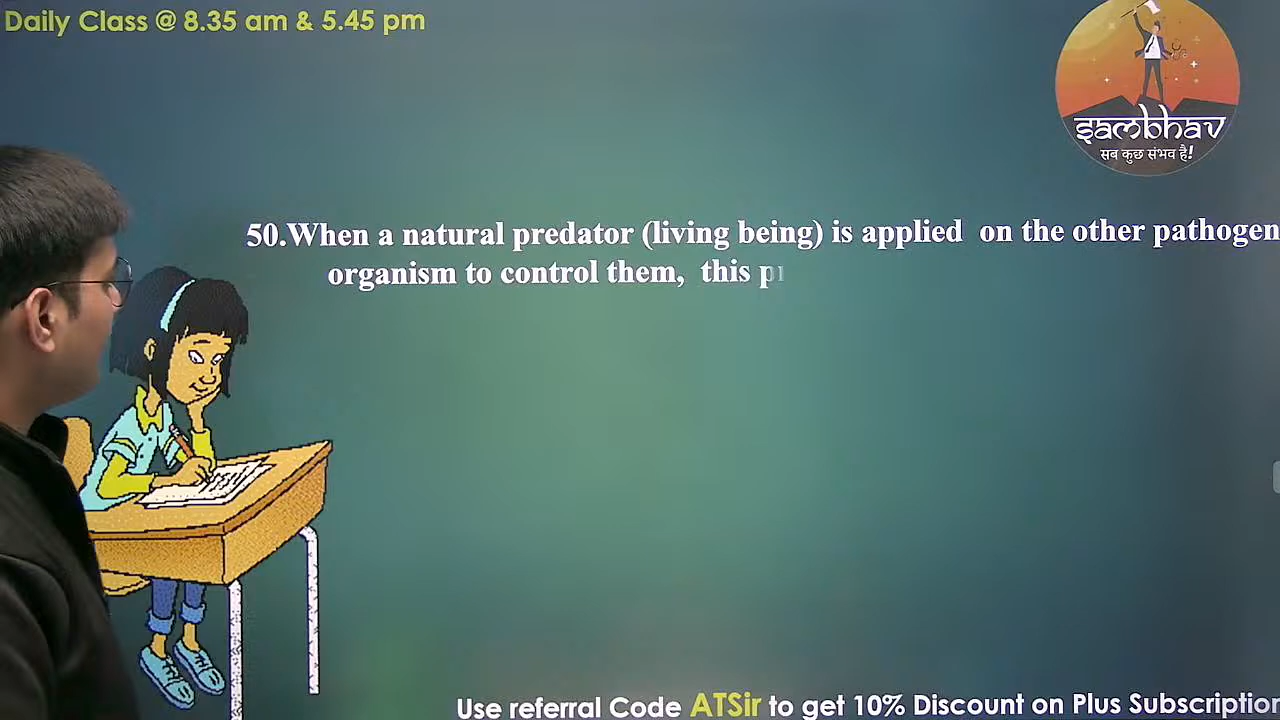 Daily Class @ 8.35 am & 5.45 pm
sambhav
सब कुछ संभव है!
50.When a natural predator (living being) is applied on the other pathogen
organism to control them, this
Use referral Code ATSir to get 10% Discount on Plus Subscription